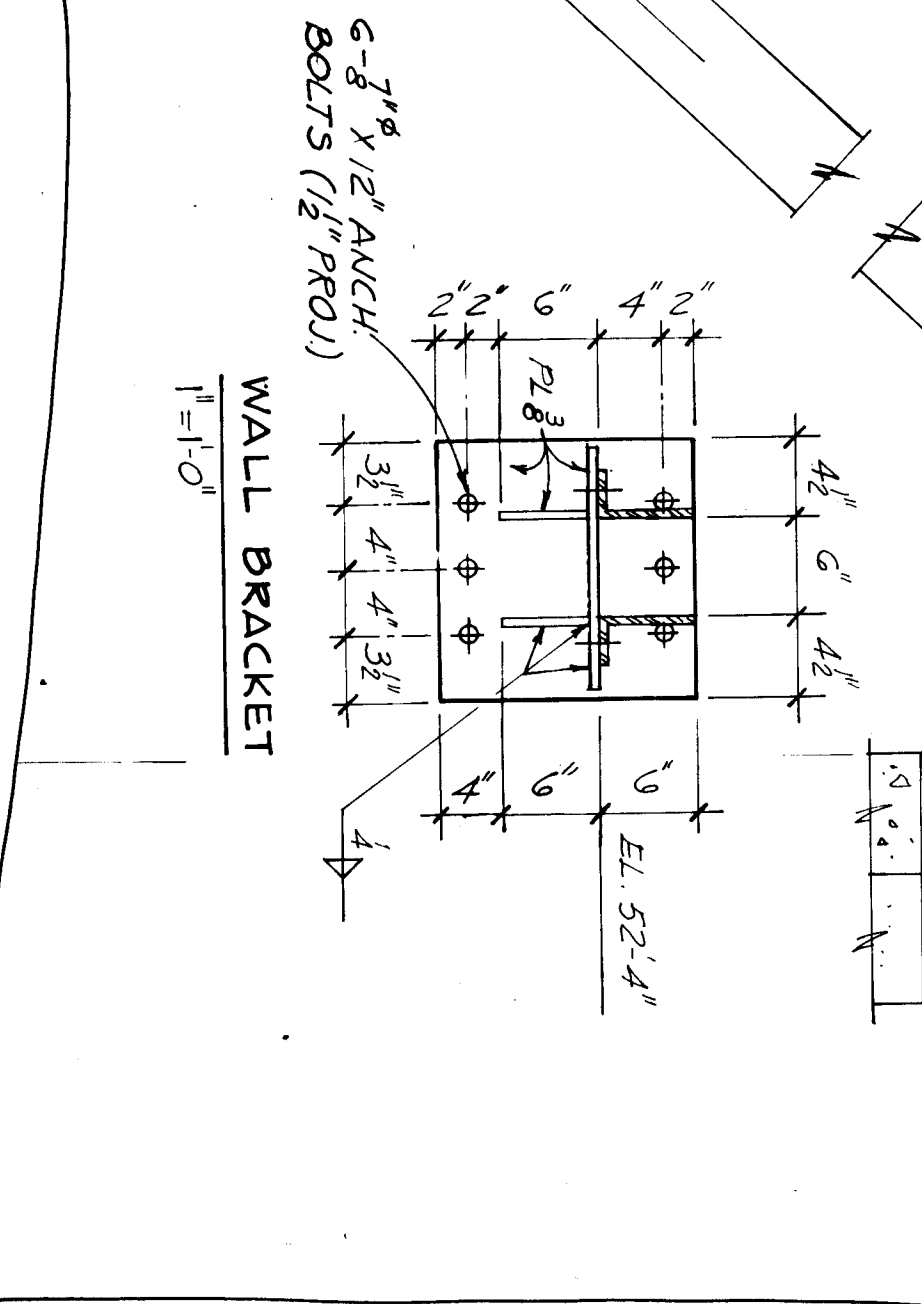 6-7/8"ø X 12" ANCH.
BOLTS (1 1/2" PROJ.)
2" 2" 6" 4" 2"
PL 3/8
4 1/2" 6" 4 1/2"
3 1/2" 4" 4" 3 1/2"
4" 6" 6"
EL. 52'-4"
1/4
WALL BRACKET
1" = 1'-0"